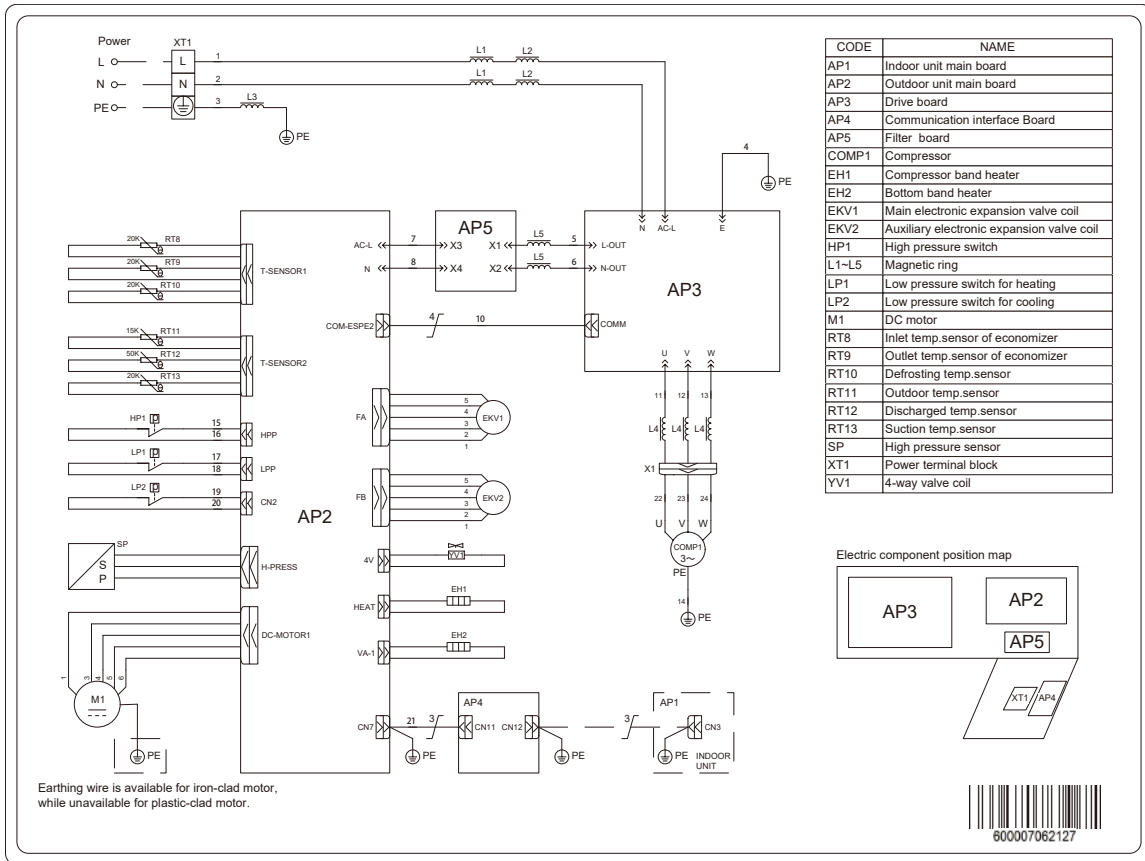 Power
XT1
L
L
1
L1
L2
N
N
2
L1
L2
PE
3
L3
PE
4
PE
N
AC-L
E
AP5
AC-L
7
X3
X1
L5
5
L-OUT
N
8
X4
X2
L5
6
N-OUT
AP3
COM-ESPE2
4
10
COMM
U
V
W
11
12
13
L4
L4
L4
X1
22
23
24
U
V
W
COMP1
3~
PE
14
PE
20K
RT8
20K
RT9
20K
RT10
T-SENSOR1
15K
RT11
50K
RT12
20K
RT13
T-SENSOR2
HP1
P
15
16
HPP
LP1
P
17
18
LPP
LP2
P
19
20
CN2
AP2
SP
S
P
H-PRESS
DC-MOTOR1
1
3
4
5
6
M1
PE
FA
5
4
3
2
1
EKV1
FB
5
4
3
2
1
EKV2
4V
YV1
HEAT
EH1
VA-1
EH2
CN7
21
3
PE
AP4
CN11
CN12
PE
3
AP1
CN3
PE
INDOOR
UNIT
Earthing wire is available for iron-clad motor,
while unavailable for plastic-clad motor.
CODE NAME
AP1 Indoor unit main board
AP2 Outdoor unit main board
AP3 Drive board
AP4 Communication interface Board
AP5 Filter board
COMP1 Compressor
EH1 Compressor band heater
EH2 Bottom band heater
EKV1 Main electronic expansion valve coil
EKV2 Auxiliary electronic expansion valve coil
HP1 High pressure switch
L1~L5 Magnetic ring
LP1 Low pressure switch for heating
LP2 Low pressure switch for cooling
M1 DC motor
RT8 Inlet temp.sensor of economizer
RT9 Outlet temp.sensor of economizer
RT10 Defrosting temp.sensor
RT11 Outdoor temp.sensor
RT12 Discharged temp.sensor
RT13 Suction temp.sensor
SP High pressure sensor
XT1 Power terminal block
YV1 4-way valve coil
Electric component position map
AP3
AP2
AP5
XT1
AP4
600007062127